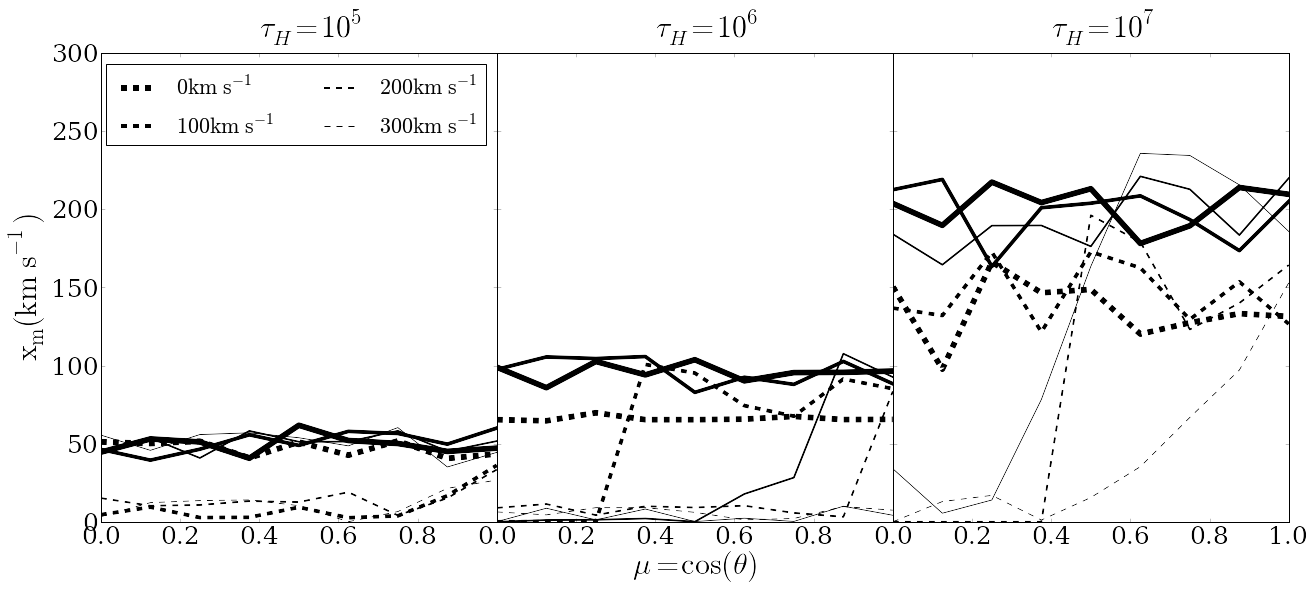 τ_H = 10^5 τ_H = 10^6 τ_H = 10^7
0km s^−1 200km s^−1
100km s^−1 300km s^−1
x_m(km s^−1)
300
250
200
150
100
50
0
0.0 0.2 0.4 0.6 0.8 0.0 0.2 0.4 0.6 0.8 0.0 0.2 0.4 0.6 0.8 1.0
μ = cos(θ)